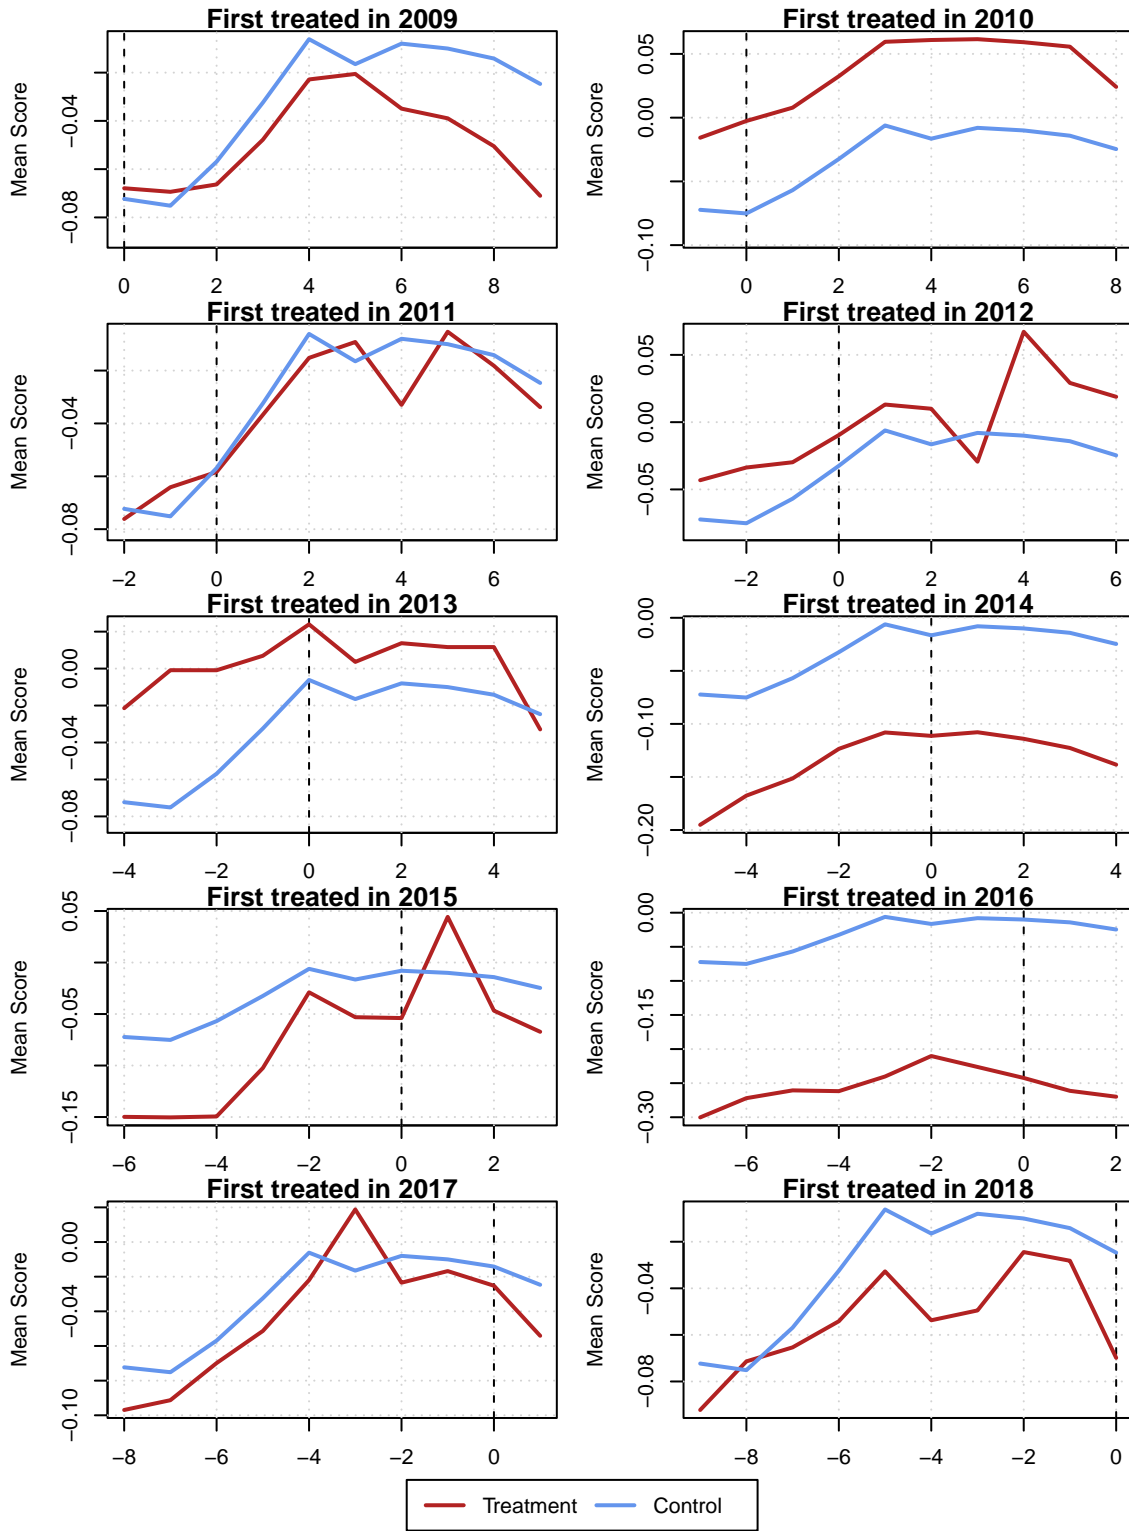 First treated in 2009
Mean Score
-0.04
-0.08
0 2 4 6 8
First treated in 2010
Mean Score
0.05
0.00
-0.10
0 2 4 6 8
First treated in 2011
Mean Score
-0.04
-0.08
-2 0 2 4 6
First treated in 2012
Mean Score
0.05
0.00
-0.05
-2 0 2 4 6
First treated in 2013
Mean Score
0.00
-0.04
-0.08
-4 -2 0 2 4
First treated in 2014
Mean Score
0.00
-0.10
-0.20
-4 -2 0 2 4
First treated in 2015
Mean Score
0.05
-0.05
-0.15
-6 -4 -2 0 2
First treated in 2016
Mean Score
0.00
-0.15
-0.30
-6 -4 -2 0 2
First treated in 2017
Mean Score
0.00
-0.04
-0.10
-8 -6 -4 -2 0
First treated in 2018
Mean Score
-0.04
-0.08
-8 -6 -4 -2 0
Treatment Control